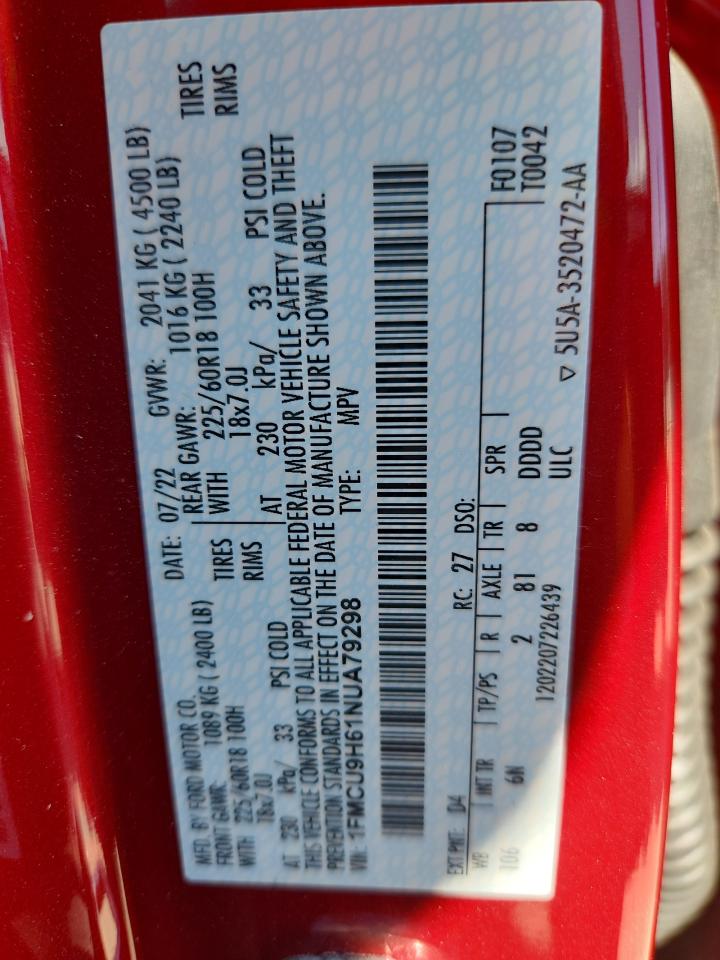 MFD. BY FORD MOTOR CO.
DATE: 07/22 GVWR: 2041 KG ( 4500 LB)
FRONT GAWR: 1089 KG ( 2400 LB)
REAR GAWR: 1016 KG ( 2240 LB)
WITH 225/60R18 100H TIRES
WITH 225/60R18 100H TIRES
18x7.0J RIMS
18x7.0J RIMS
AT 230 kPa/ 33 PSI COLD
AT 230 kPa/ 33 PSI COLD
THIS VEHICLE CONFORMS TO ALL APPLICABLE FEDERAL MOTOR VEHICLE SAFETY AND THEFT
PREVENTION STANDARDS IN EFFECT ON THE DATE OF MANUFACTURE SHOWN ABOVE.
VIN: 1FMCU9H61NUA79298 TYPE: MPV
EXT PNT: D4 RC: 27 DSO: F0107
T0042
WB INT TR TP/PS R AXLE TR SPR
106 6N 2 81 8 DDDD
ULC
1202207226439 ▽ 5U5A-3520472-AA